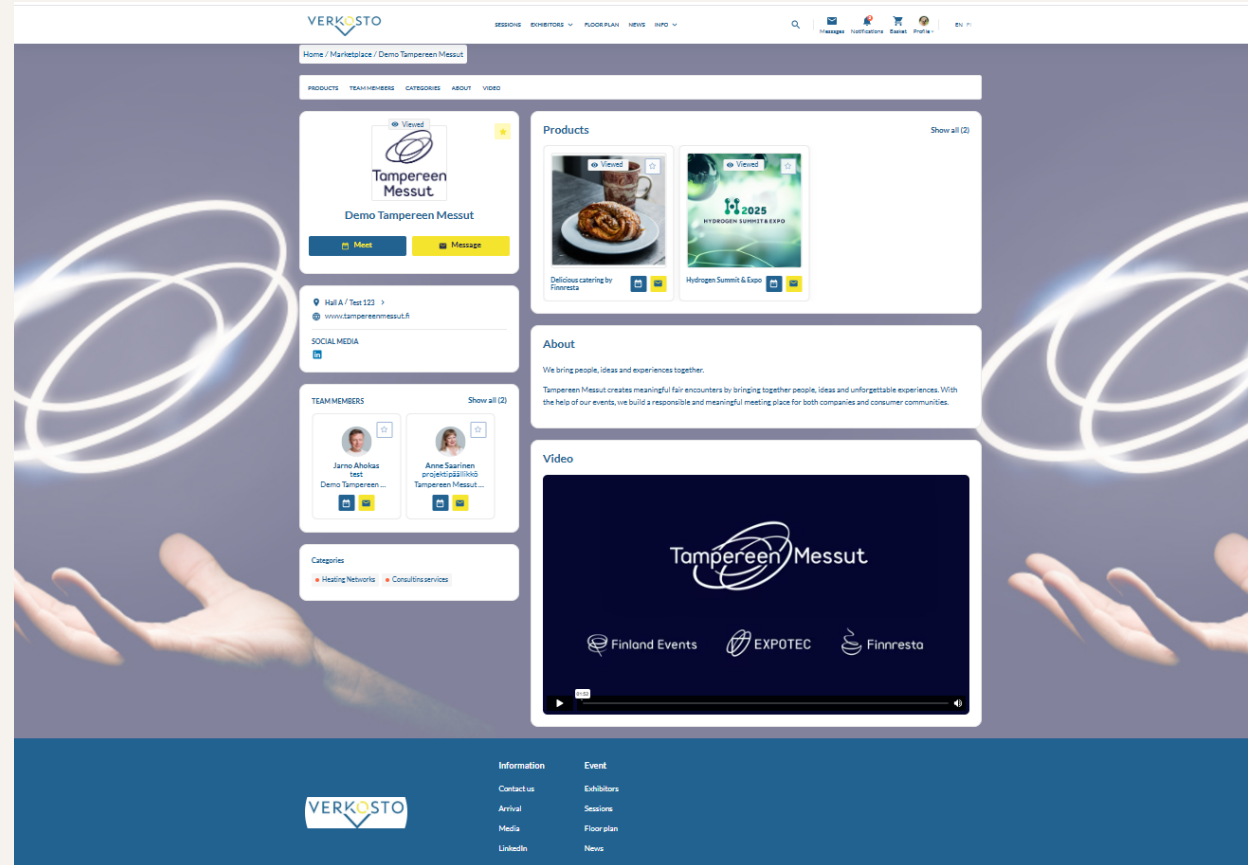 VERKOSTO
SESSIONS EXHIBITORS FLOOR PLAN NEWS INFO
Messages Notifications Basket Profile EN FI
Home / Marketplace / Demo Tampereen Messut
PRODUCTS TEAM MEMBERS CATEGORIES ABOUT VIDEO
Viewed
Tampereen
Messut
Demo Tampereen Messut
Meet Message
Hall A / Test 123 >
www.tampereenmessut.fi
SOCIAL MEDIA
in
TEAM MEMBERS Show all (2)
Jarno Ahokas
test
Demo Tampereen ...
Anne Saarinen
projektipäällikkö
Tampereen Messut ...
Categories
Heating Networks Consultins services
Products Show all (2)
Viewed
Delicious catering by
Finnresta
Viewed
2025
HYDROGEN SUMMIT & EXPO
Hydrogen Summit & Expo
About
We bring people, ideas and experiences together.
Tampereen Messut creates meaningful fair encounters by bringing together people, ideas and unforgettable experiences. With
the help of our events, we build a responsible and meaningful meeting place for both companies and consumer communities.
Video
Tampereen Messut
Finland Events EXPOTEC Finnresta
01:52
VERKOSTO
Information
Contact us
Arrival
Media
LinkedIn
Event
Exhibitors
Sessions
Floor plan
News